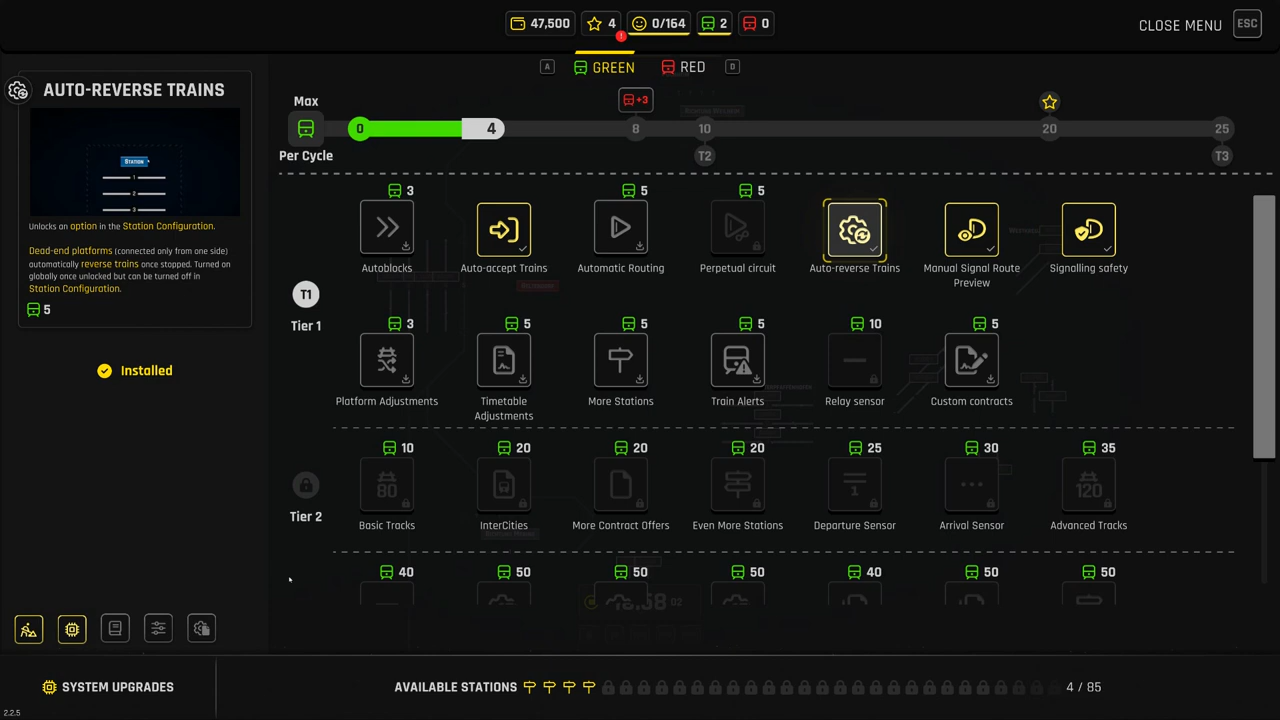 47,500
4
0/164
2
0
CLOSE MENU
ESC
A
GREEN
RED
D
AUTO-REVERSE TRAINS
STATION
1
2
3
Unlocks an option in the Station Configuration.
Dead-end platforms (connected only from one side)
automatically reverse trains once stopped. Turned on
globally once unlocked but can be turned off in
Station Configuration.
5
Installed
Max
Per Cycle
0
4
+3
8
10
20
25
T2
T3
3
5
5
Autoblocks
Auto-accept Trains
Automatic Routing
Perpetual circuit
Auto-reverse Trains
Manual Signal Route
Preview
Signalling safety
T1
Tier 1
3
5
5
5
10
5
Platform Adjustments
Timetable
Adjustments
More Stations
Train Alerts
Relay sensor
Custom contracts
10
20
20
20
25
30
35
80
1
120
Tier 2
Basic Tracks
InterCities
More Contract Offers
Even More Stations
Departure Sensor
Arrival Sensor
Advanced Tracks
40
50
50
50
40
50
50
SYSTEM UPGRADES
AVAILABLE STATIONS
4 / 85
2.2.5